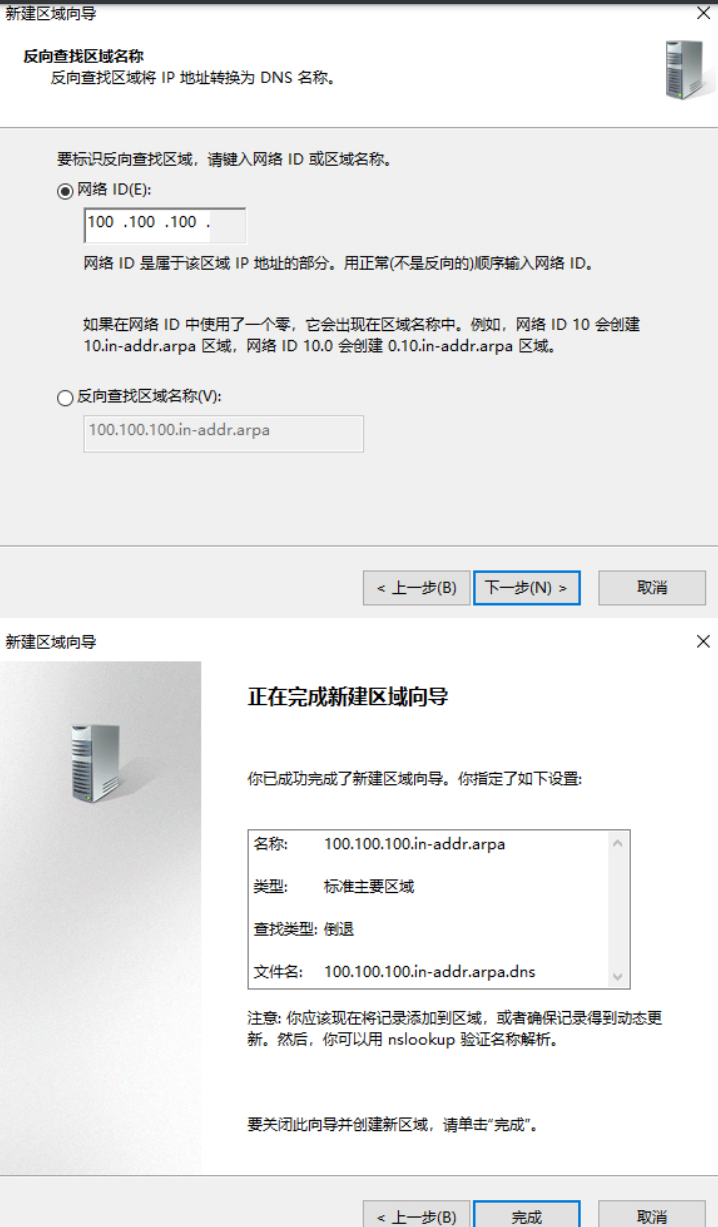 新建区域向导
反向查找区域名称
反向查找区域将 IP 地址转换为 DNS 名称。
要标识反向查找区域，请键入网络 ID 或区域名称。
网络 ID(E):
100 .100 .100 .
网络 ID 是属于该区域 IP 地址的部分。用正常(不是反向的)顺序输入网络 ID。
如果在网络 ID 中使用了一个零，它会出现在区域名称中。例如，网络 ID 10 会创建
10.in-addr.arpa 区域，网络 ID 10.0 会创建 0.10.in-addr.arpa 区域。
反向查找区域名称(V):
100.100.100.in-addr.arpa
< 上一步(B) 下一步(N) > 取消
新建区域向导
正在完成新建区域向导
你已成功完成了新建区域向导。你指定了如下设置:
名称: 100.100.100.in-addr.arpa
类型: 标准主要区域
查找类型: 倒退
文件名: 100.100.100.in-addr.arpa.dns
注意: 你应该现在将记录添加到区域，或者确保记录得到动态更
新。然后，你可以用 nslookup 验证名称解析。
要关闭此向导并创建新区域，请单击"完成"。
< 上一步(B) 完成 取消